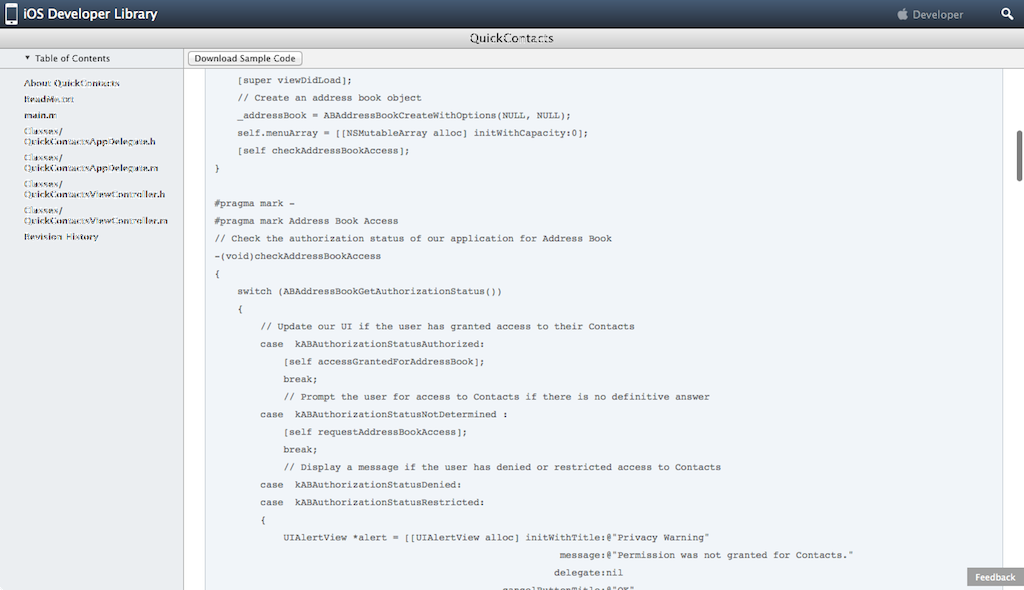 iOS Developer Library
Developer
QuickContacts
Table of Contents
Download Sample Code
About QuickContacts
ReadMe.txt
main.m
Classes/
QuickContactsAppDelegate.h
Classes/
QuickContactsAppDelegate.m
Classes/
QuickContactsViewController.h
Classes/
QuickContactsViewController.m
Revision History
[super viewDidLoad];
// Create an address book object
_addressBook = ABAddressBookCreateWithOptions(NULL, NULL);
self.menuArray = [[NSMutableArray alloc] initWithCapacity:0];
[self checkAddressBookAccess];
}
#pragma mark -
#pragma mark Address Book Access
// Check the authorization status of our application for Address Book
-(void)checkAddressBookAccess
{
switch (ABAddressBookGetAuthorizationStatus())
{
// Update our UI if the user has granted access to their Contacts
case  kABAuthorizationStatusAuthorized:
[self accessGrantedForAddressBook];
break;
// Prompt the user for access to Contacts if there is no definitive answer
case  kABAuthorizationStatusNotDetermined :
[self requestAddressBookAccess];
break;
// Display a message if the user has denied or restricted access to Contacts
case  kABAuthorizationStatusDenied:
case  kABAuthorizationStatusRestricted:
{
UIAlertView *alert = [[UIAlertView alloc] initWithTitle:@"Privacy Warning"
message:@"Permission was not granted for Contacts."
delegate:nil
cancelButtonTitle:@"OK"
Feedback